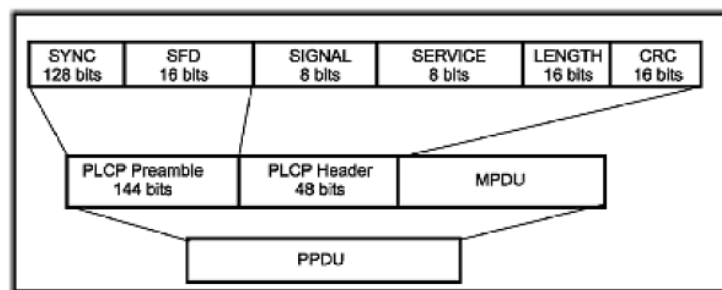 SYNC SFD SIGNAL SERVICE LENGTH CRC
128 bits 16 bits 8 bits 8 bits 16 bits 16 bits
PLCP Preamble PLCP Header MPDU
144 bits 48 bits
PPDU